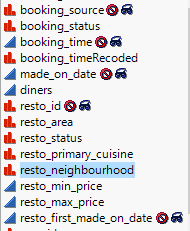 booking_source
booking_status
booking_time
booking_timeRecoded
made_on_date
diners
resto_id
resto_area
resto_status
resto_primary_cuisine
resto_neighbourhood
resto_min_price
resto_max_price
resto_first_made_on_date